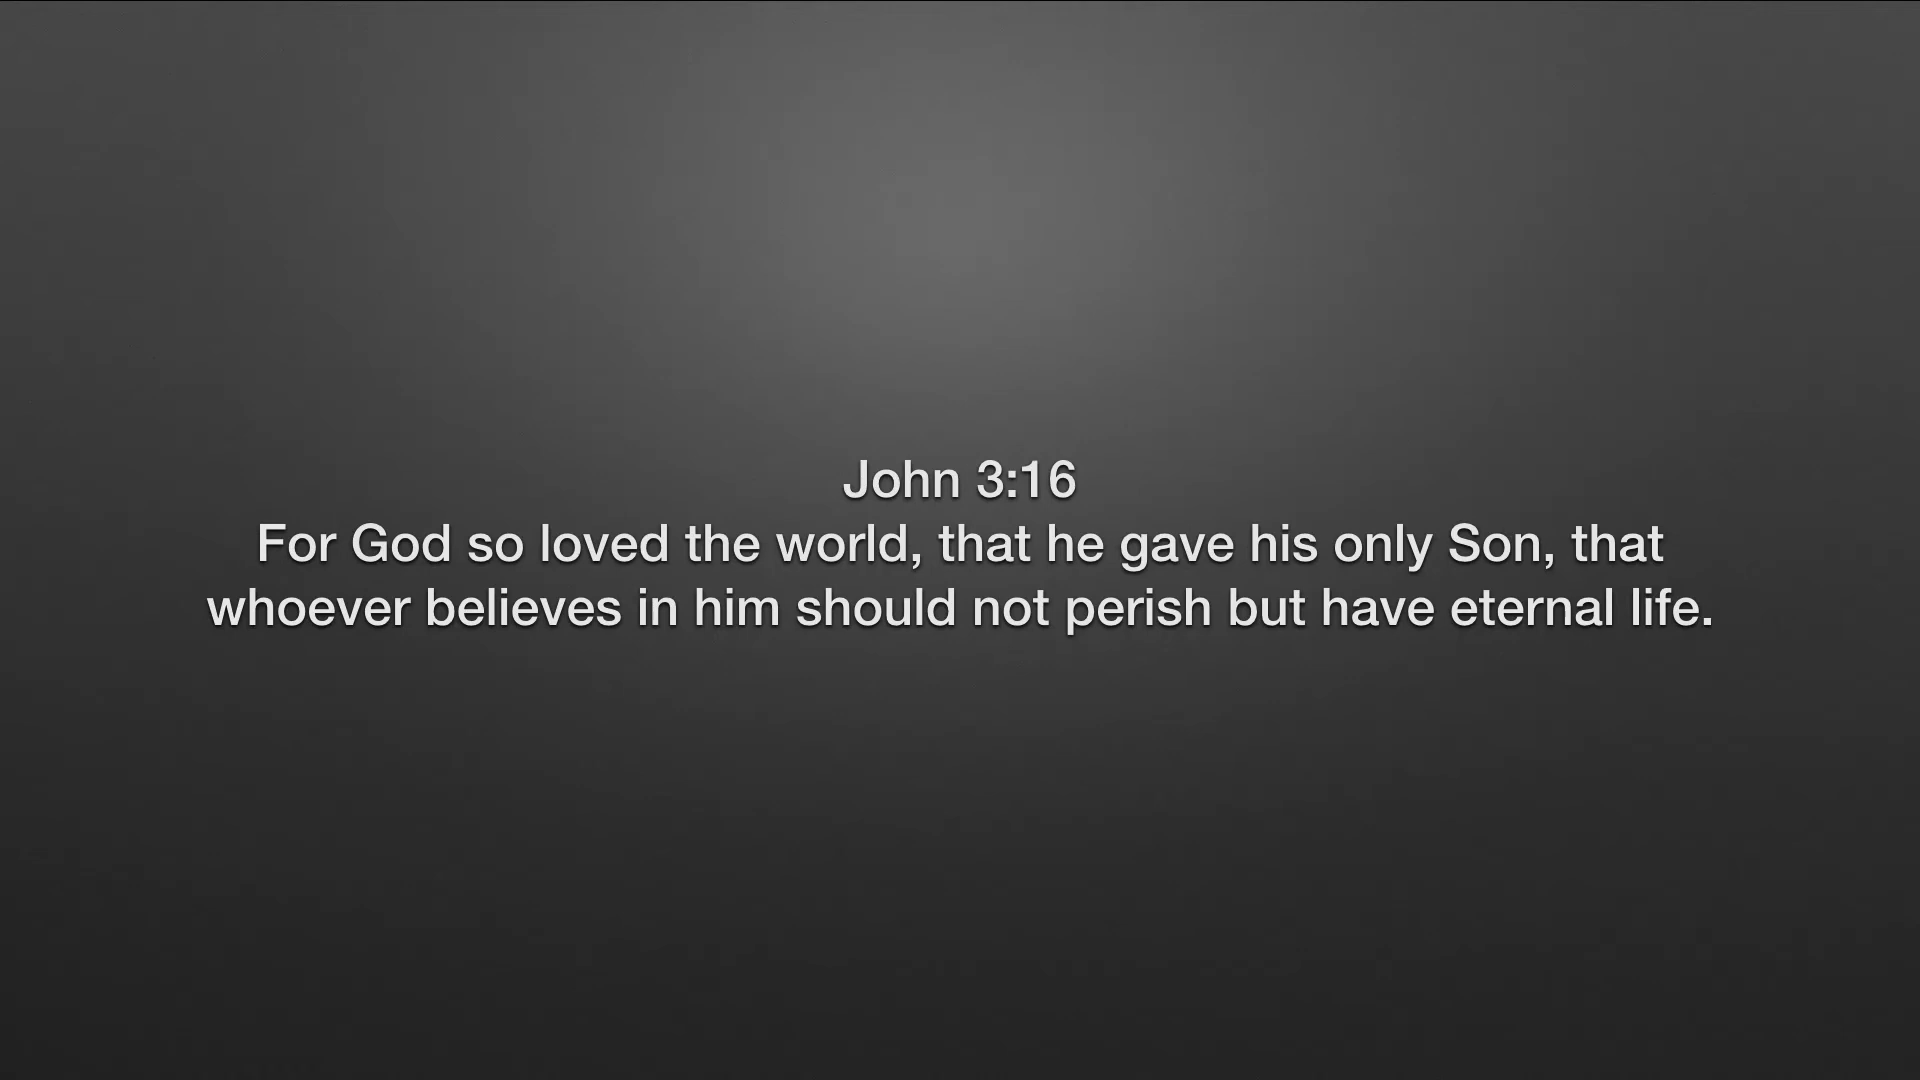 John 3:16
For God so loved the world, that he gave his only Son, that
whoever believes in him should not perish but have eternal life.